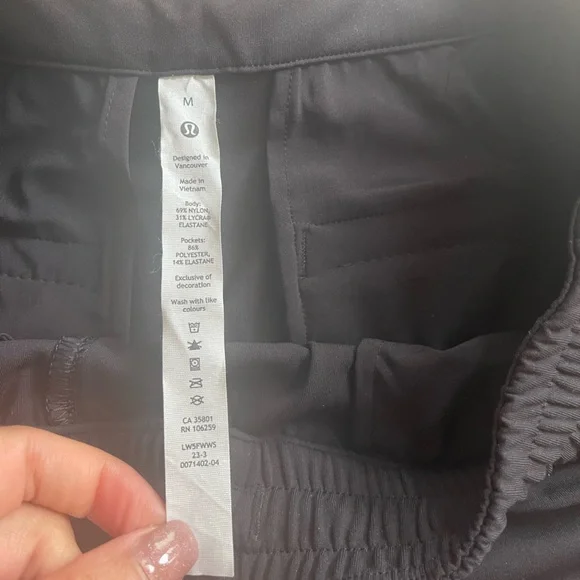 M
Designed in
Vancouver
Made in
Vietnam
Body:
69% NYLON,
31% LYCRA®
ELASTANE
Pockets:
86%
POLYESTER,
14% ELASTANE
Exclusive of
decoration
Wash with like
colours
CA 35801
RN 106259
LW5FWWS
23-3
0071402-04